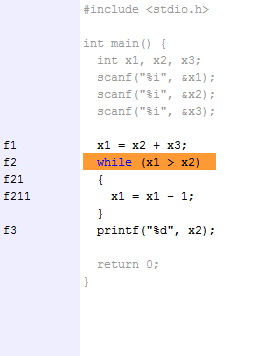 #include <stdio.h>
int main() {
int x1, x2, x3;
scanf("%i", &x1);
scanf("%i", &x2);
scanf("%i", &x3);
f1 x1 = x2 + x3;
f2 while (x1 > x2)
f21 {
f211 x1 = x1 - 1;
}
f3 printf("%d", x2);
return 0;
}